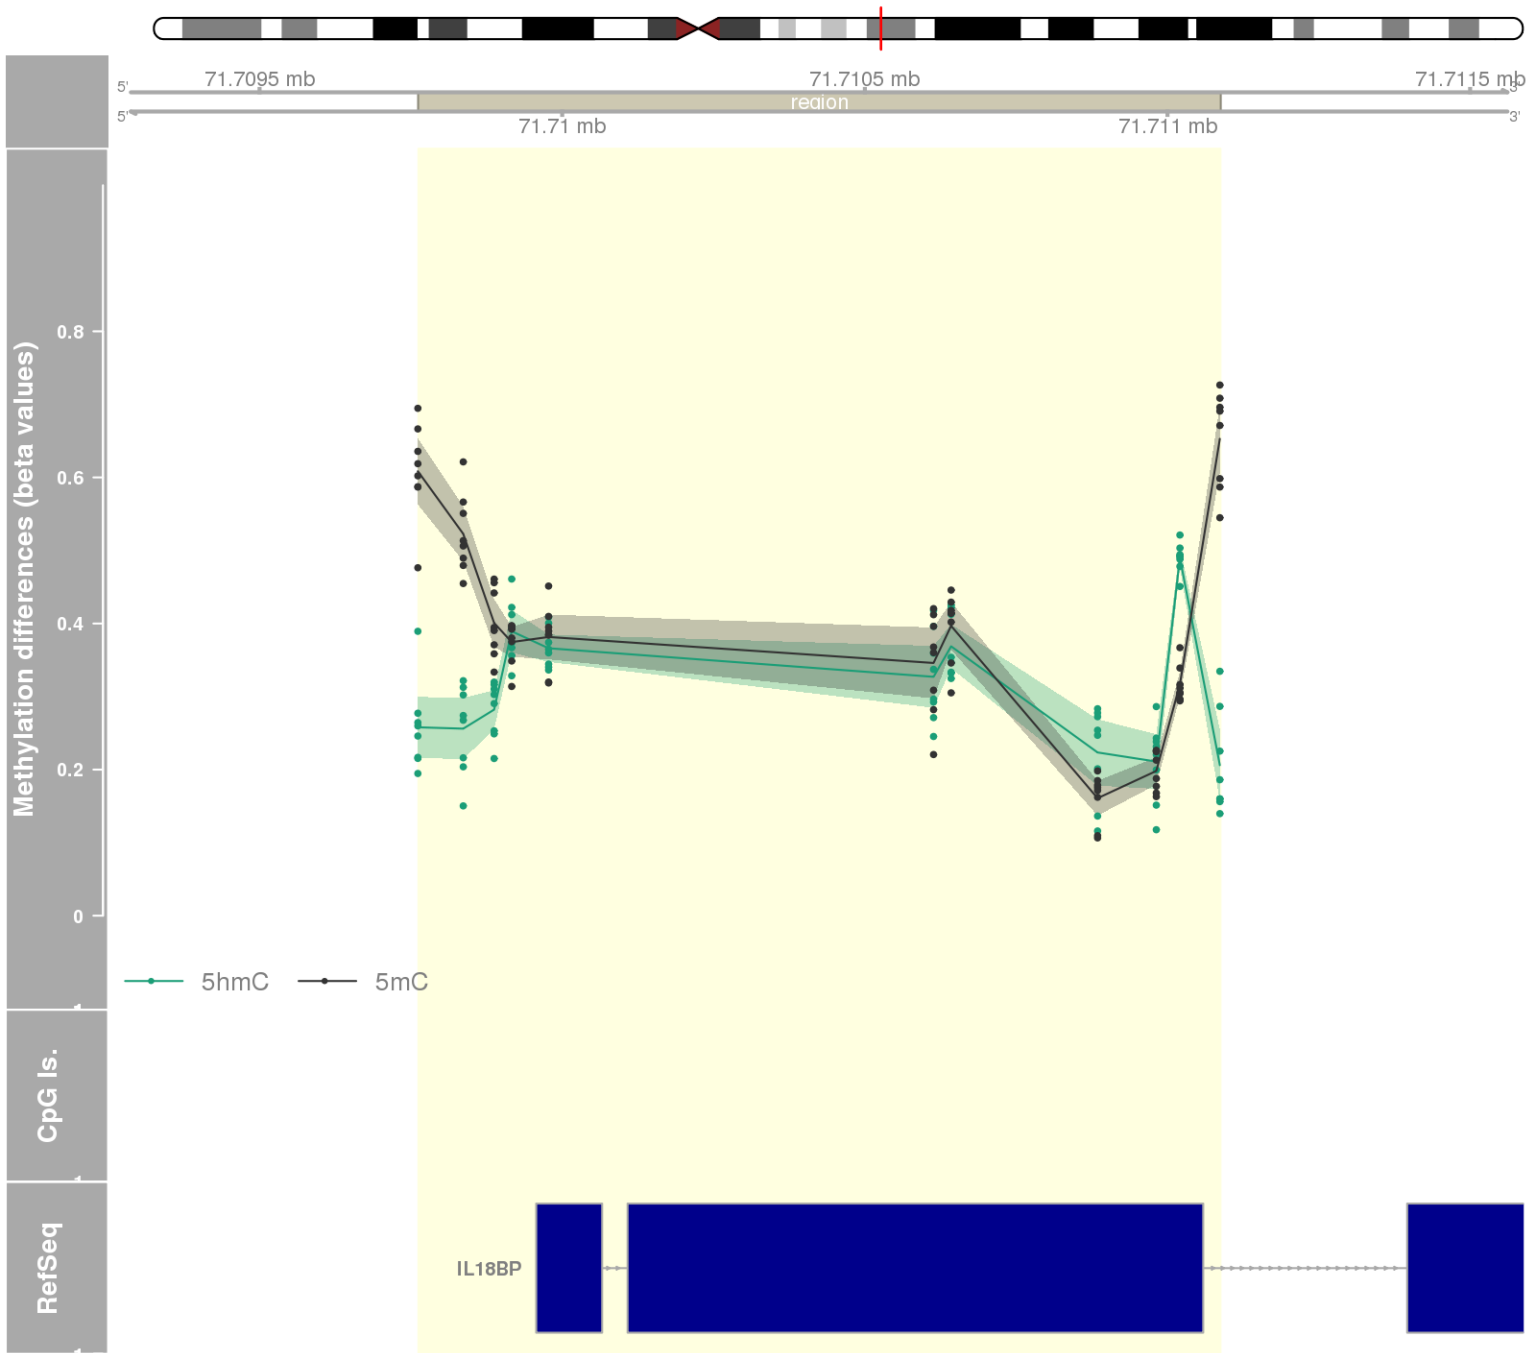 71.7095 mb
71.7105 mb
71.7115 mb
5'
3'
region
5'
3'
71.71 mb
71.711 mb
Methylation differences (beta values)
0.8
0.6
0.4
0.2
0
5hmC
5mC
CpG Is.
RefSeq
IL18BP